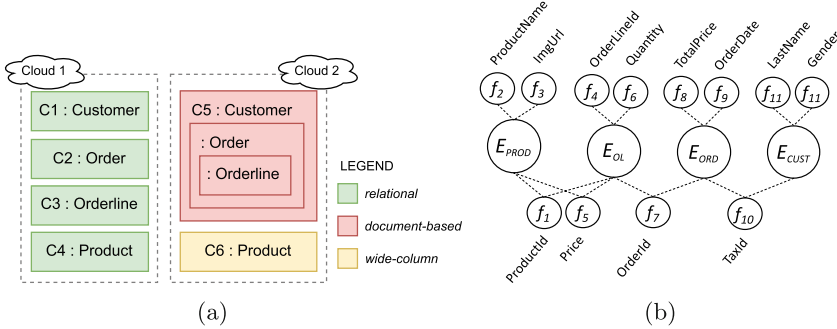 Cloud 1
C1 : Customer
C2 : Order
C3 : Orderline
C4 : Product
Cloud 2
C5 : Customer
: Order
: Orderline
C6 : Product
LEGEND
relational
document-based
wide-column
(a)
ProductName
ImgUrl
OrderLineId
Quantity
TotalPrice
OrderDate
LastName
Gender
f2
f3
f4
f6
f8
f9
f11
f11
EPROD
EOL
EORD
ECUST
f1
f5
f7
f10
ProductId
Price
OrderId
TaxId
(b)